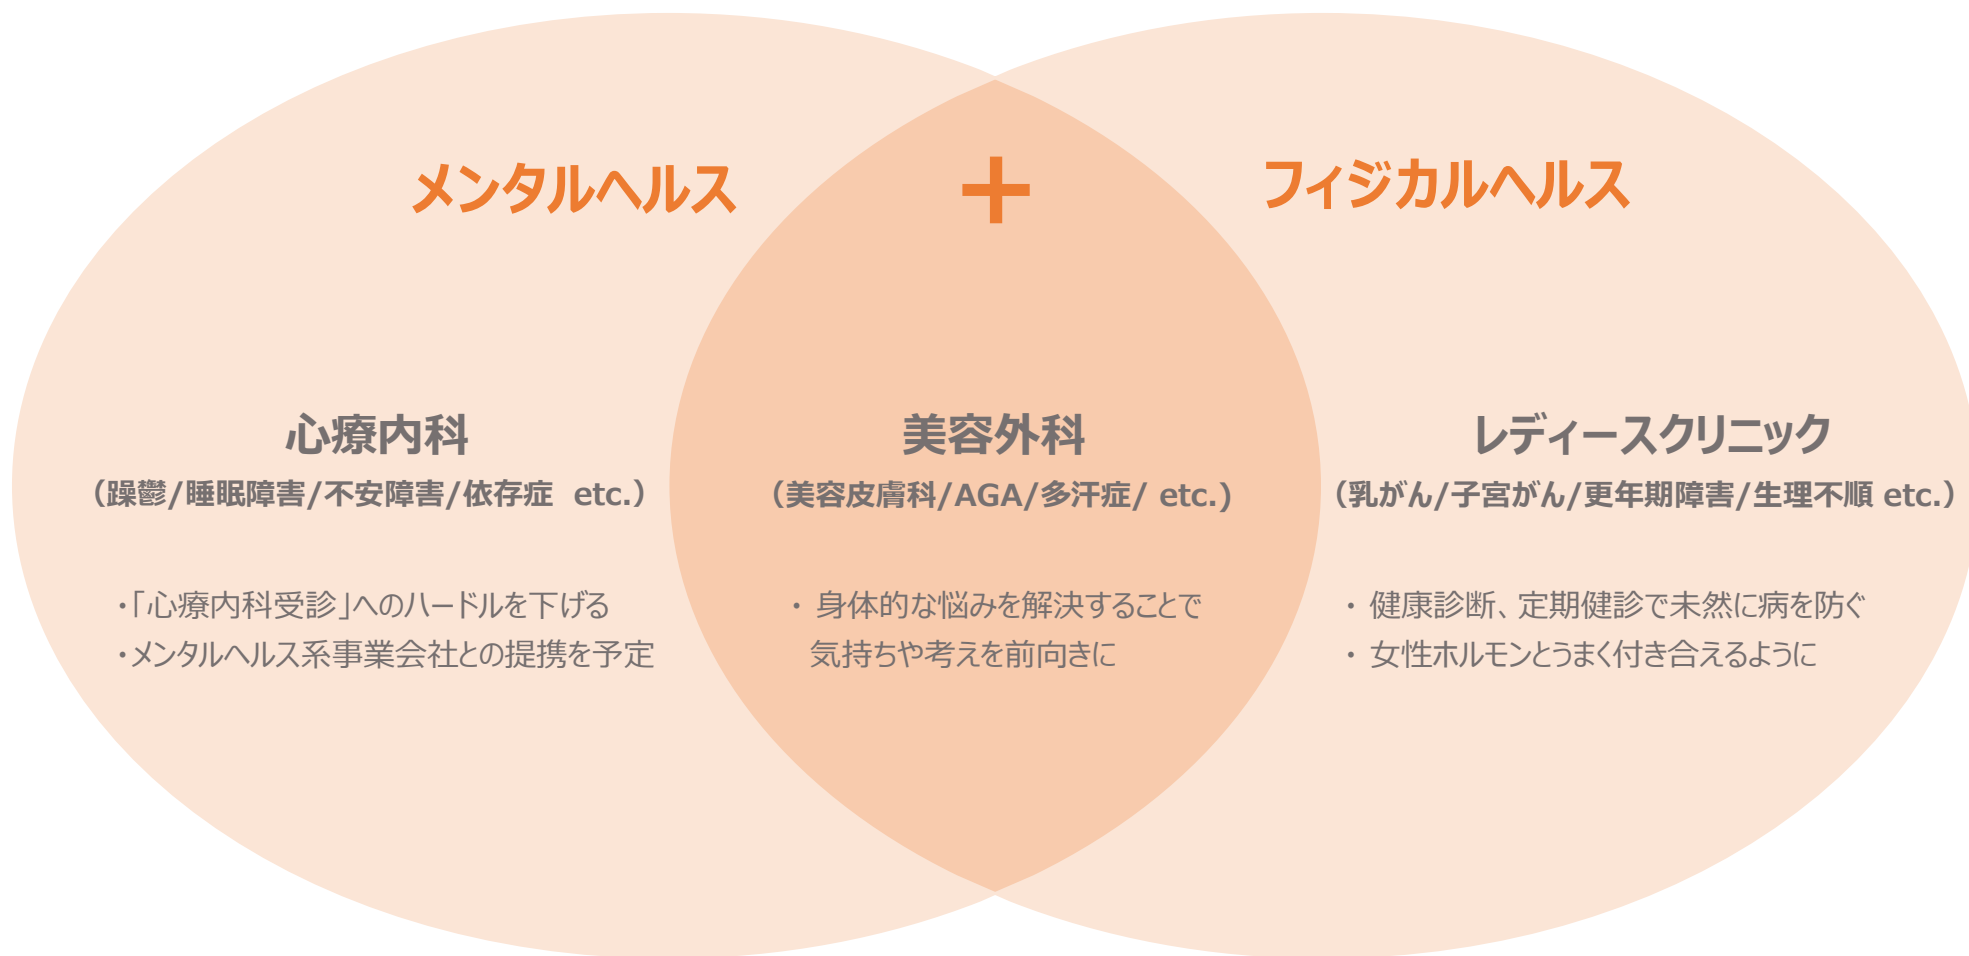 メンタルヘルス
+
フィジカルヘルス
心療内科
（躁鬱/睡眠障害/不安障害/依存症 etc.）
・「心療内科受診」へのハードルを下げる
・メンタルヘルス系事業会社との提携を予定
美容外科
（美容皮膚科/AGA/多汗症/ etc.)
・ 身体的な悩みを解決することで
気持ちや考えを前向きに
レディースクリニック
（乳がん/子宮がん/更年期障害/生理不順 etc.）
・ 健康診断、定期健診で未然に病を防ぐ
・ 女性ホルモンとうまく付き合えるように